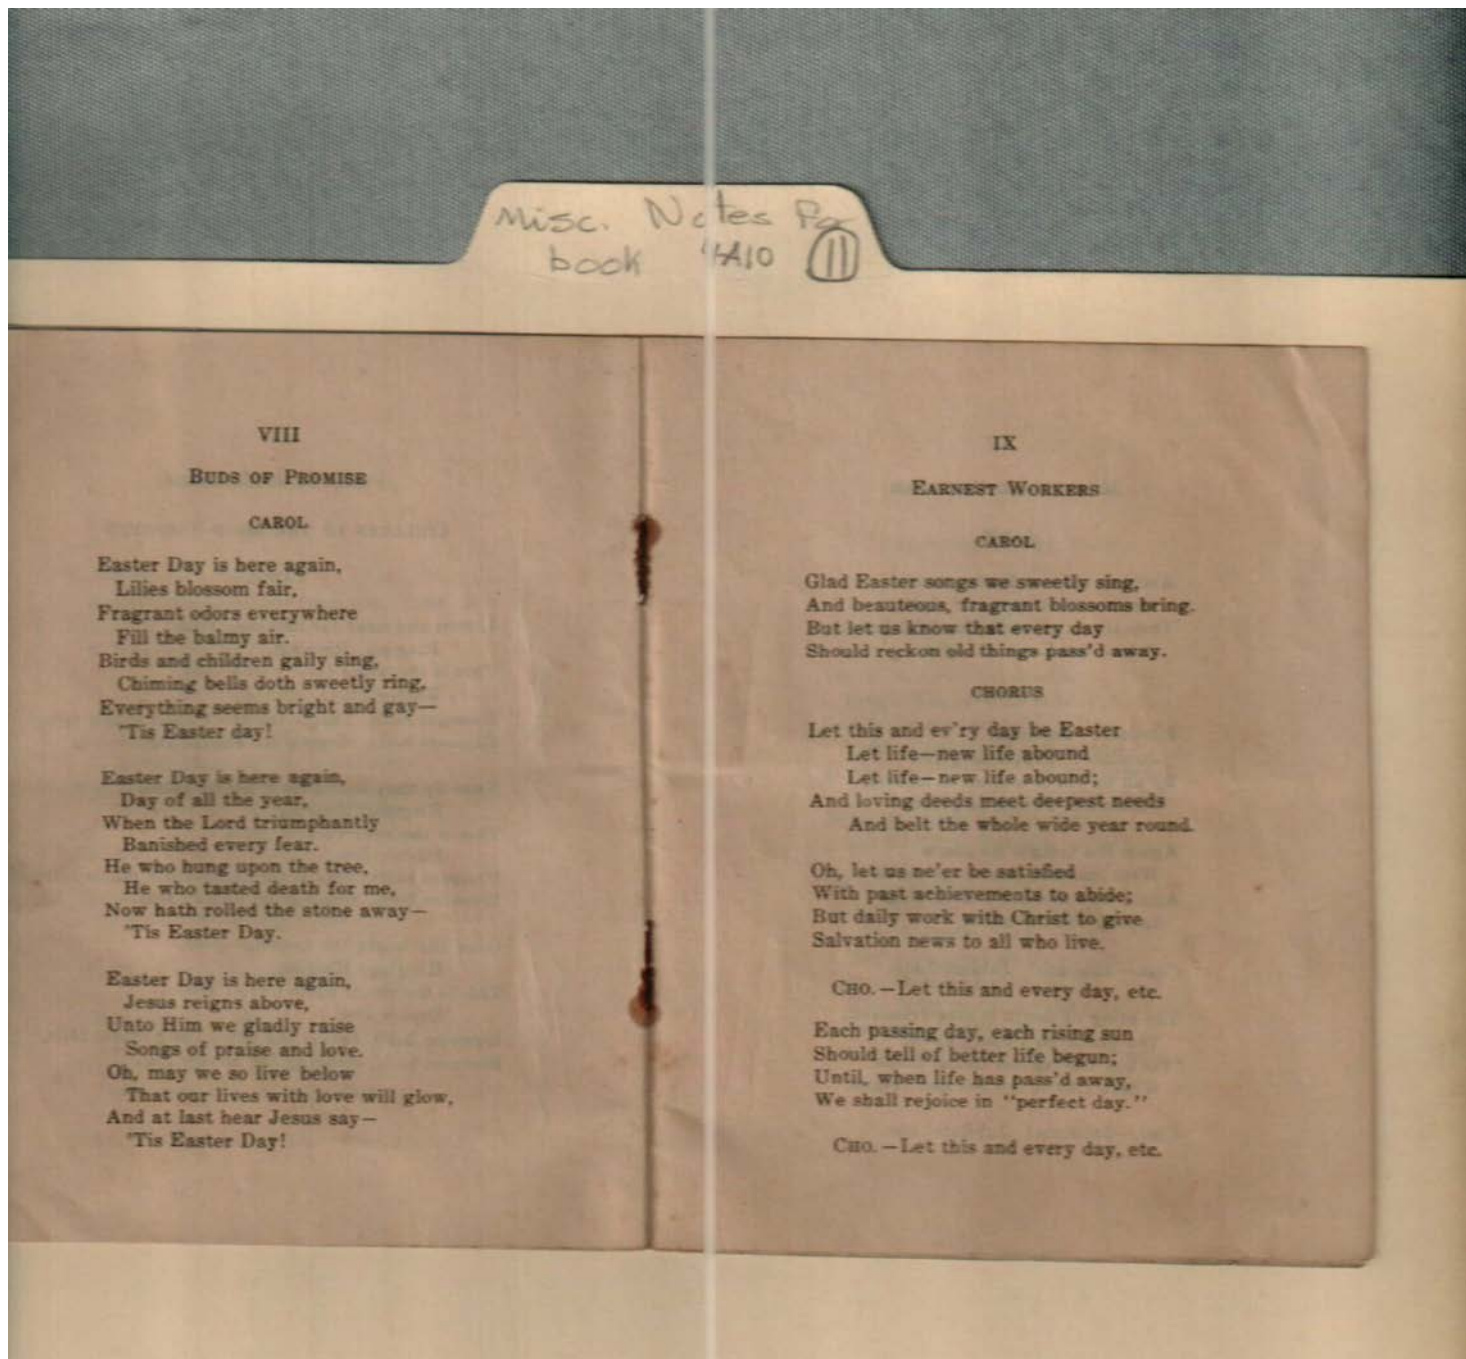 Misc. Notes For
book 4A10 11
VIII
BUDS OF PROMISE
CAROL
Easter Day is here again,
Lilies blossom fair,
Fragrant odors everywhere
Fill the balmy air.
Birds and children gaily sing,
Chiming bells doth sweetly ring,
Everything seems bright and gay—
'Tis Easter day!
Easter Day is here again,
Day of all the year,
When the Lord triumphantly
Banished every fear.
He who hung upon the tree,
He who tasted death for me,
Now hath rolled the stone away—
'Tis Easter Day.
Easter Day is here again,
Jesus reigns above,
Unto Him we gladly raise
Songs of praise and love.
Oh, may we so live below
That our lives with love will glow,
And at last hear Jesus say—
'Tis Easter Day!
IX
EARNEST WORKERS
CAROL
Glad Easter songs we sweetly sing,
And beauteous, fragrant blossoms bring.
But let us know that every day
Should reckon old things pass'd away.
CHORUS
Let this and ev'ry day be Easter
Let life—new life abound
Let life—new life abound;
And loving deeds meet deepest needs
And belt the whole wide year round.
Oh, let us ne'er be satisfied
With past achievements to abide;
But daily work with Christ to give
Salvation news to all who live.
CHO.—Let this and every day, etc.
Each passing day, each rising sun
Should tell of better life begun;
Until, when life has pass'd away,
We shall rejoice in "perfect day."
CHO.—Let this and every day, etc.